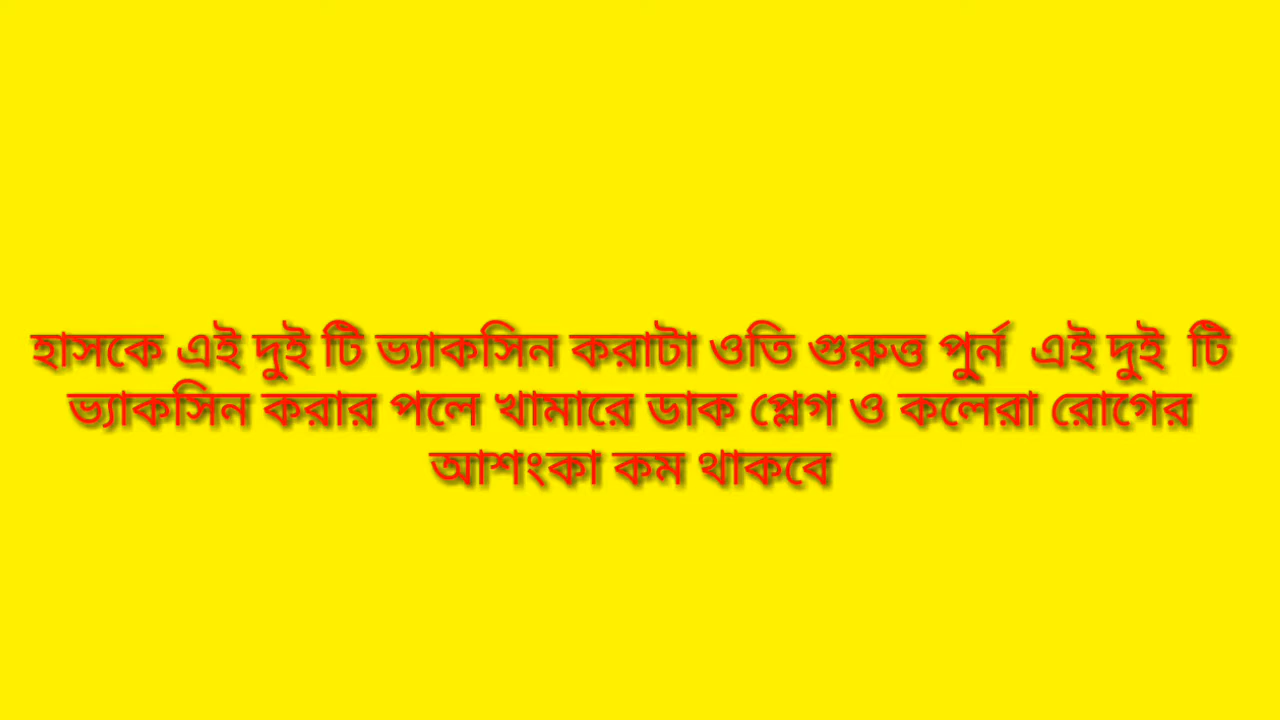 হাসকে এই দুই টি ভ্যাকসিন করাটা ওতি গুরুত্ত পুর্ন এই দুই টি
ভ্যাকসিন করার পলে খামারে ডাক প্লেগ ও কলেরা রোগের
আশংকা কম থাকবে